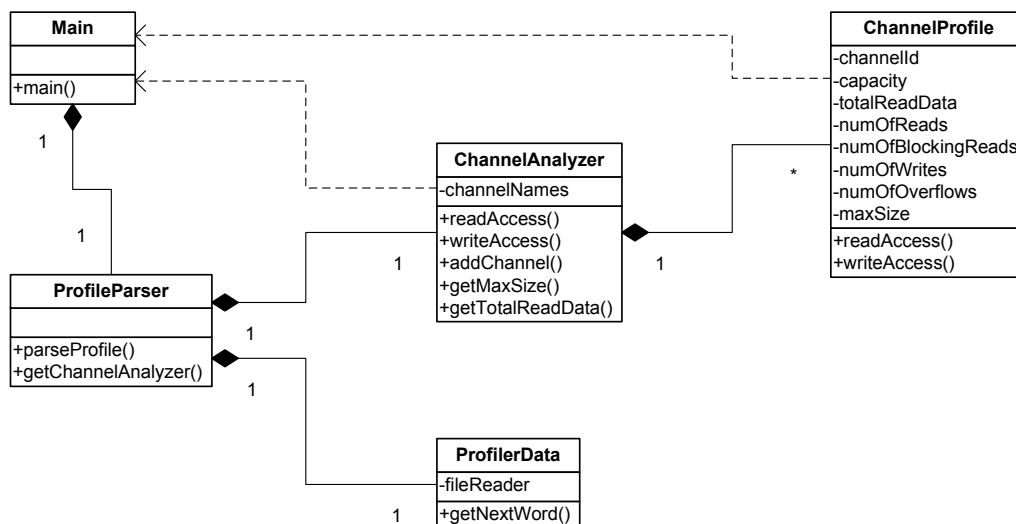 Main
+main()
1
1
ProfileParser
+parseProfile()
+getChannelAnalyzer()
1
1
ChannelAnalyzer
-channelNames
+readAccess()
+writeAccess()
+addChannel()
+getMaxSize()
+getTotalReadData()
1
1
*
ChannelProfile
-channelId
-capacity
-totalReadData
-numOfReads
-numOfBlockingReads
-numOfWrites
-numOfOverflows
-maxSize
+readAccess()
+writeAccess()
ProfilerData
-fileReader
+getNextWord()
1